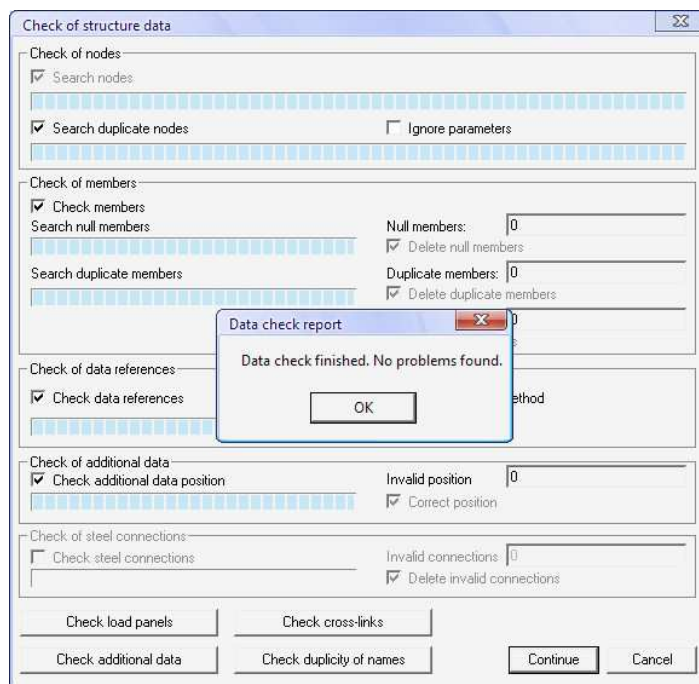 Check of structure data
Check of nodes
Search nodes
Search duplicate nodes
Ignore parameters
Check of members
Check members
Search null members
Null members: 0
Delete null members
Search duplicate members
Duplicate members: 0
Delete duplicate members
Data check report
Data check finished. No problems found.
OK
Check of data references
Check data references
Check of additional data
Check additional data position
Invalid position 0
Correct position
Check of steel connections
Check steel connections
Invalid connections 0
Delete invalid connections
Check load panels
Check cross-links
Check additional data
Check duplicity of names
Continue
Cancel